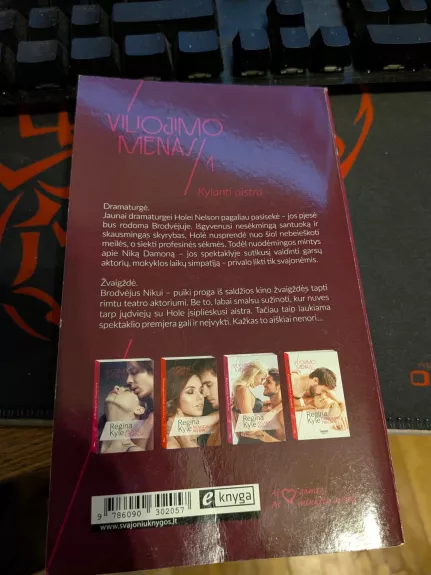 VILIOJIMO
MENAS//1
Kylanti aistra
Dramaturgė.
Jaunai dramaturgei Holei Nelson pagaliau pasisekė – jos pjesė
bus rodoma Brodvėjuje. Išgyvenusi nesėkmingą santuoką ir
skausmingas skyrybas, Holė nusprendė nuo šiol nebeieškoti
meilės, o siekti profesinės sėkmės. Todėl nuodėmingos mintys
apie Niką Damoną – jos spektaklyje sutikusį vaidinti garsų
aktorių, mokyklos laikų simpatiją – privalo likti tik svajonėmis.
Žvaigždė.
Brodvėjus Nikui – puiki proga iš saldžios kino žvaigždės tapti
rimtu teatro aktoriumi. Be to, labai smalsu sužinoti, kur nuves
tarp judviejų su Hole įsiplieskusi aistra. Tačiau taip laukiama
spektaklio premjera gali ir neįvykti. Kažkas to aiškiai nenori...
Regina
Kyle
Regina
Kyle
Regina
Kyle
Regina
Kyle
e knyga
9 786090 302057
www.svajoniuknygos.lt